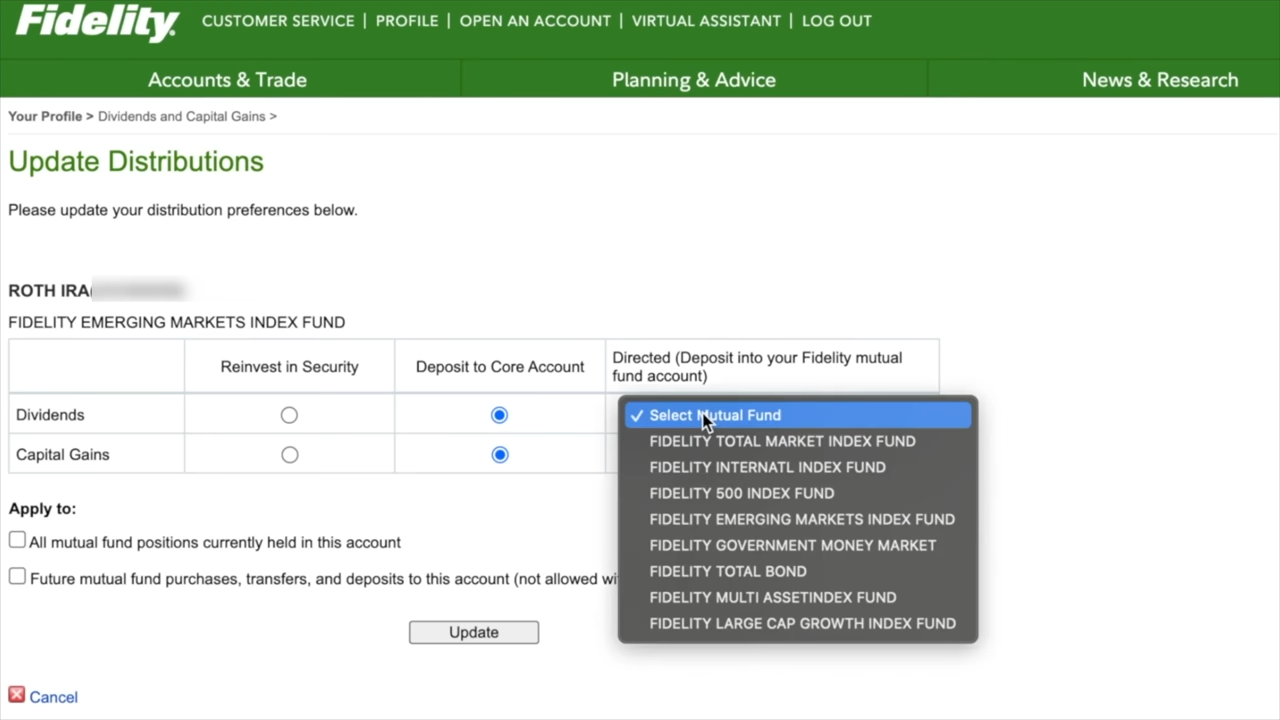 Fidelity
CUSTOMER SERVICE | PROFILE | OPEN AN ACCOUNT | VIRTUAL ASSISTANT | LOG OUT
Accounts & Trade Planning & Advice News & Research
Your Profile > Dividends and Capital Gains >
Update Distributions
Please update your distribution preferences below.
ROTH IRA(
FIDELITY EMERGING MARKETS INDEX FUND
Reinvest in Security Deposit to Core Account Directed (Deposit into your Fidelity mutual
fund account)
Dividends
Capital Gains
Select Mutual Fund
FIDELITY TOTAL MARKET INDEX FUND
FIDELITY INTERNATL INDEX FUND
FIDELITY 500 INDEX FUND
FIDELITY EMERGING MARKETS INDEX FUND
FIDELITY GOVERNMENT MONEY MARKET
FIDELITY TOTAL BOND
FIDELITY MULTI ASSETINDEX FUND
FIDELITY LARGE CAP GROWTH INDEX FUND
Apply to:
All mutual fund positions currently held in this account
Future mutual fund purchases, transfers, and deposits to this account (not allowed wi
Update
Cancel